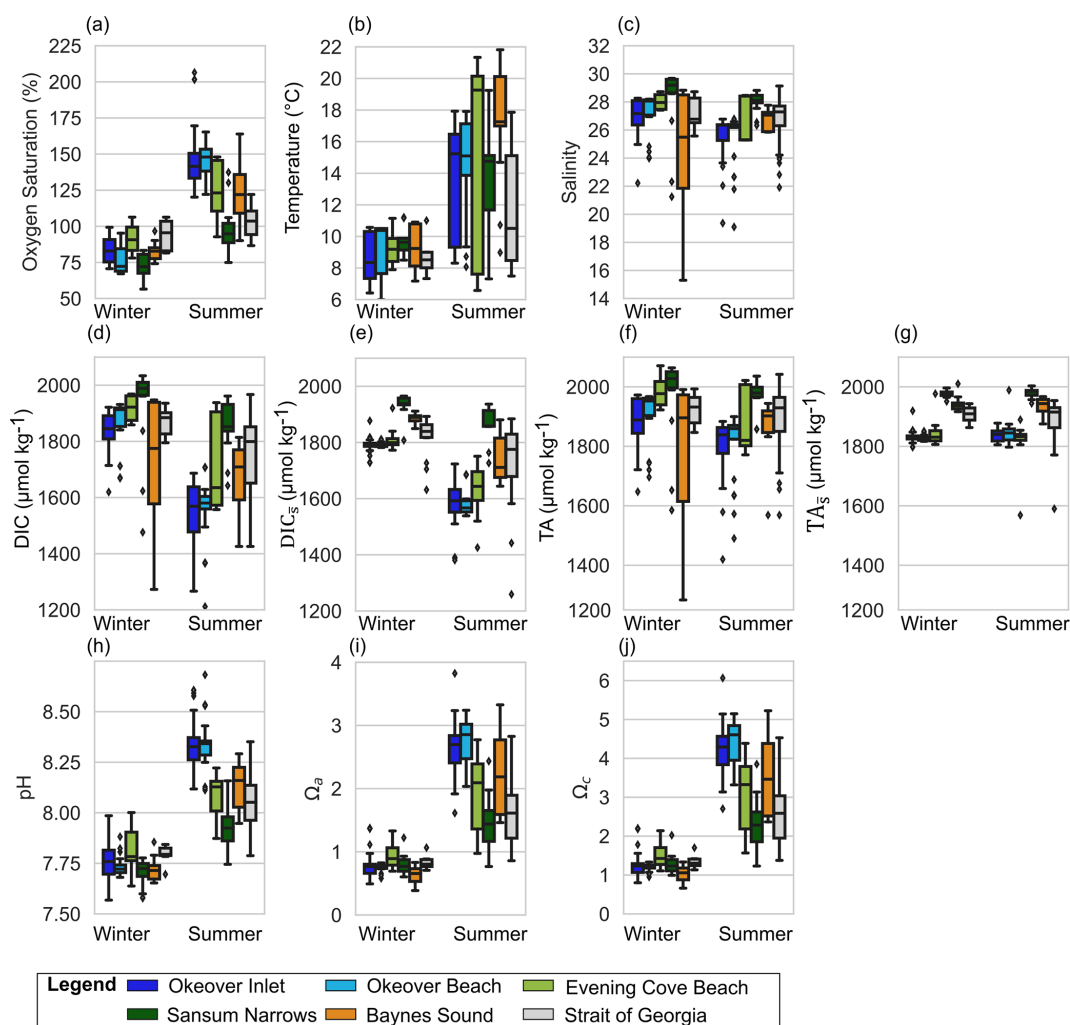 (a) (b) (c)
Oxygen Saturation (%)
225
200
175
150
125
100
75
50
Winter Summer
Temperature (°C)
22
20
18
16
14
12
10
8
6
Winter Summer
Salinity
32
30
28
26
24
22
20
18
16
14
Winter Summer
(d) (e) (f) (g)
DIC (µmol kg⁻¹)
2000
1800
1600
1400
1200
Winter Summer
DICs̅ (µmol kg⁻¹)
2000
1800
1600
1400
1200
Winter Summer
TA (µmol kg⁻¹)
2000
1800
1600
1400
1200
Winter Summer
TAs̅ (µmol kg⁻¹)
2000
1800
1600
1400
1200
Winter Summer
(h) (i) (j)
pH
8.50
8.25
8.00
7.75
7.50
Winter Summer
Ωa
4
3
2
1
0
Winter Summer
Ωc
6
5
4
3
2
1
0
Winter Summer
Legend Okeover Inlet Okeover Beach Evening Cove Beach
Sansum Narrows Baynes Sound Strait of Georgia